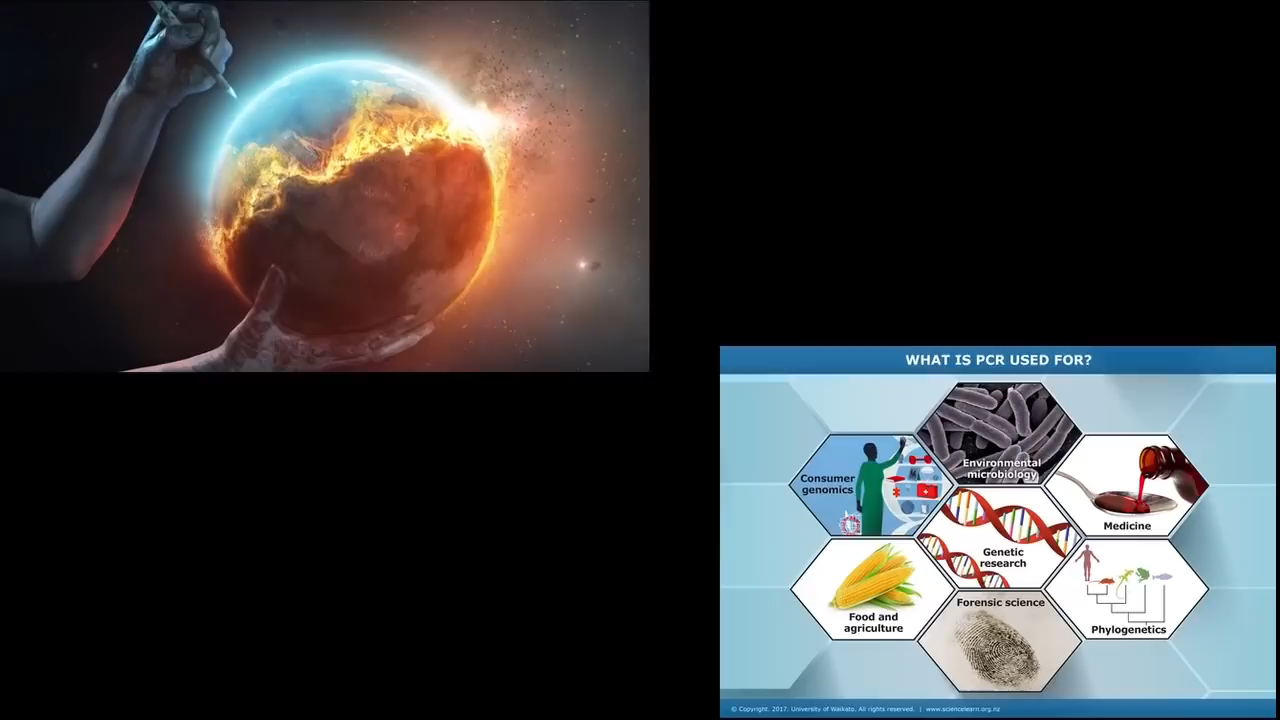 WHAT IS PCR USED FOR?
Environmental
microbiology
Consumer
genomics
Medicine
Genetic
research
Food and
agriculture
Forensic science
Phylogenetics
© Copyright. 2017. University of Waikato. All rights reserved. | www.sciencelearn.org.nz